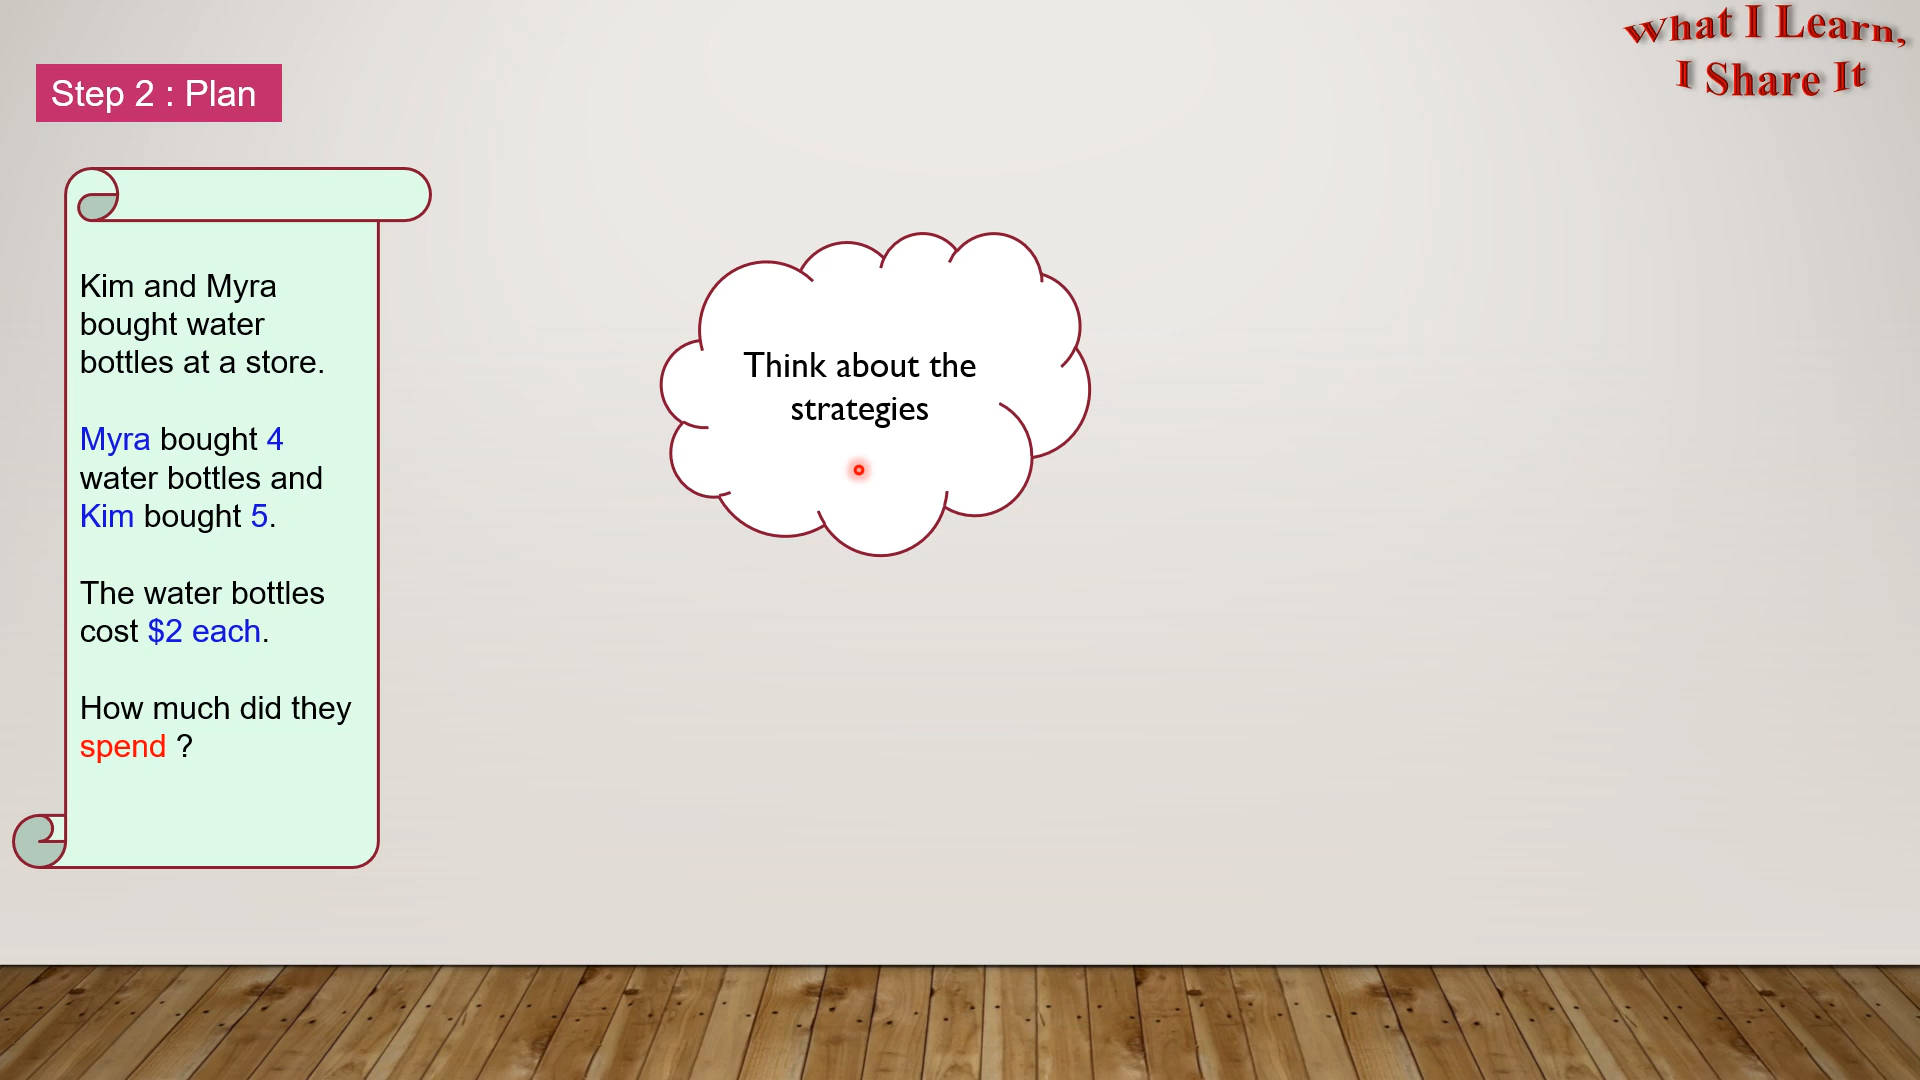 What I Learn,
I Share It
Step 2 : Plan
Kim and Myra
bought water
bottles at a store.
Myra bought 4
water bottles and
Kim bought 5.
The water bottles
cost $2 each.
How much did they
spend ?
Think about the
strategies